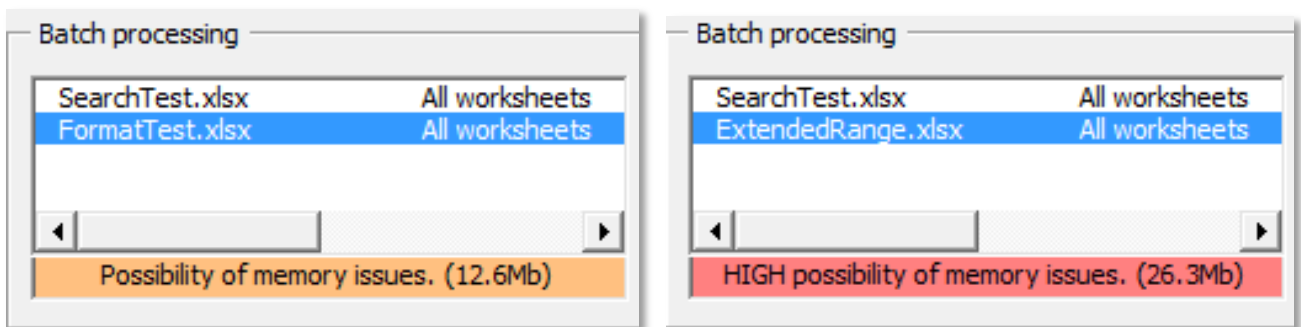 Batch processing
SearchTest.xlsx All worksheets
FormatTest.xlsx All worksheets
Possibility of memory issues. (12.6Mb)
Batch processing
SearchTest.xlsx All worksheets
ExtendedRange.xlsx All worksheets
HIGH possibility of memory issues. (26.3Mb)